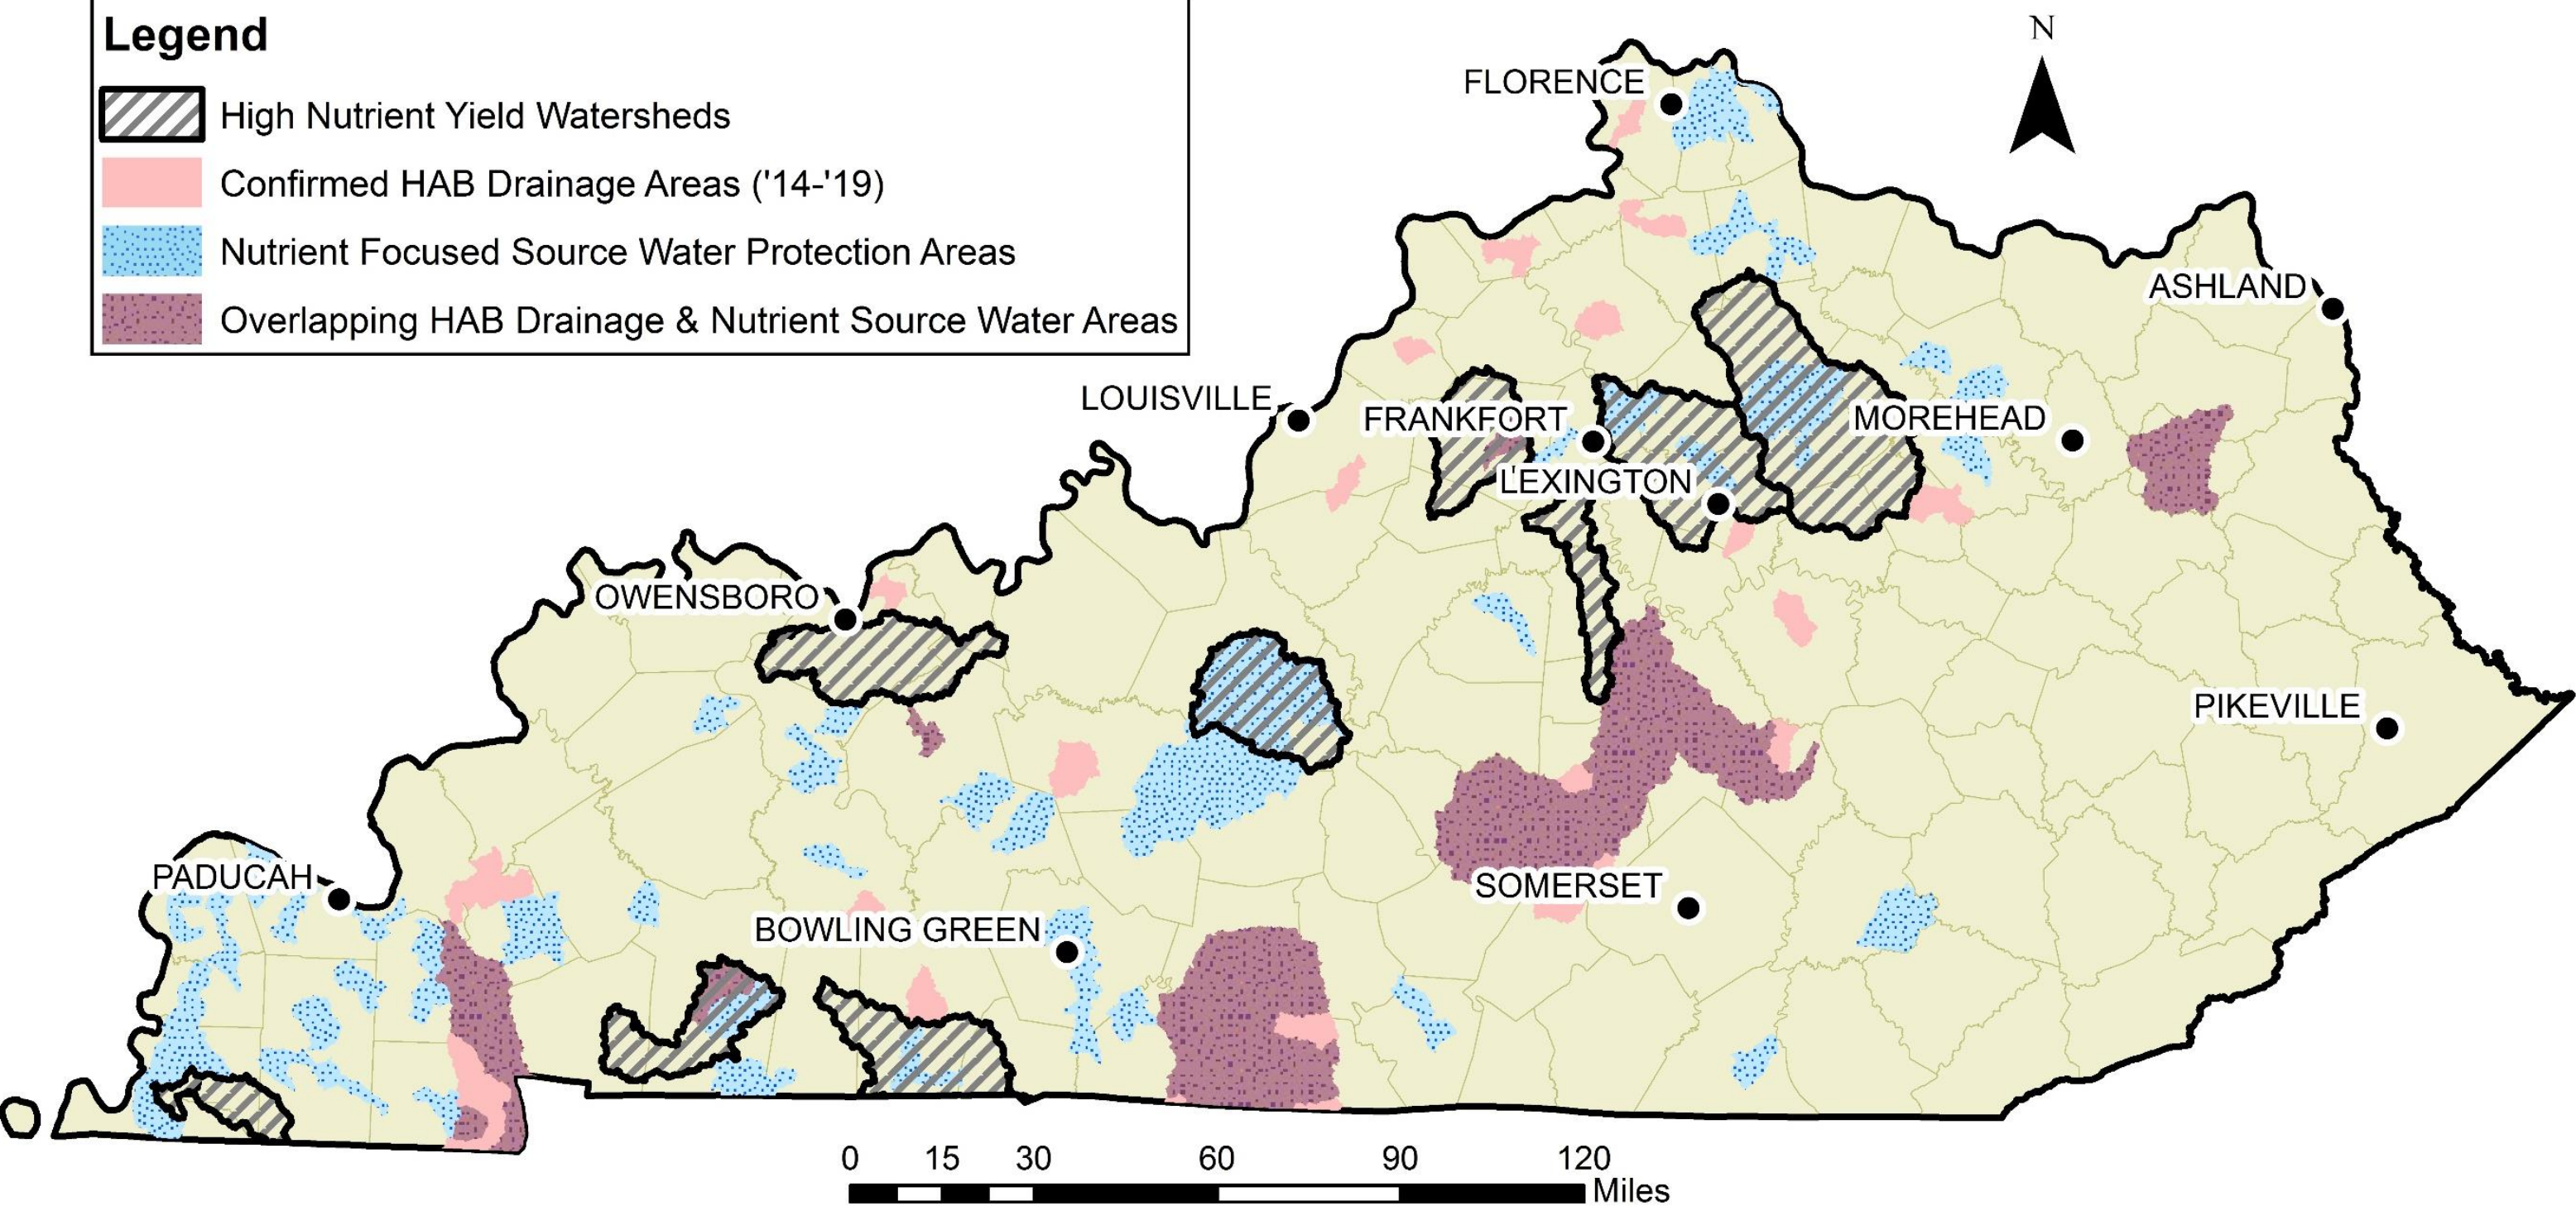 Legend
High Nutrient Yield Watersheds
Confirmed HAB Drainage Areas ('14-'19)
Nutrient Focused Source Water Protection Areas
Overlapping HAB Drainage & Nutrient Source Water Areas
N
FLORENCE
ASHLAND
LOUISVILLE
FRANKFORT
MOREHEAD
LEXINGTON
OWENSBORO
PIKEVILLE
PADUCAH
SOMERSET
BOWLING GREEN
0 15 30 60 90 120
Miles